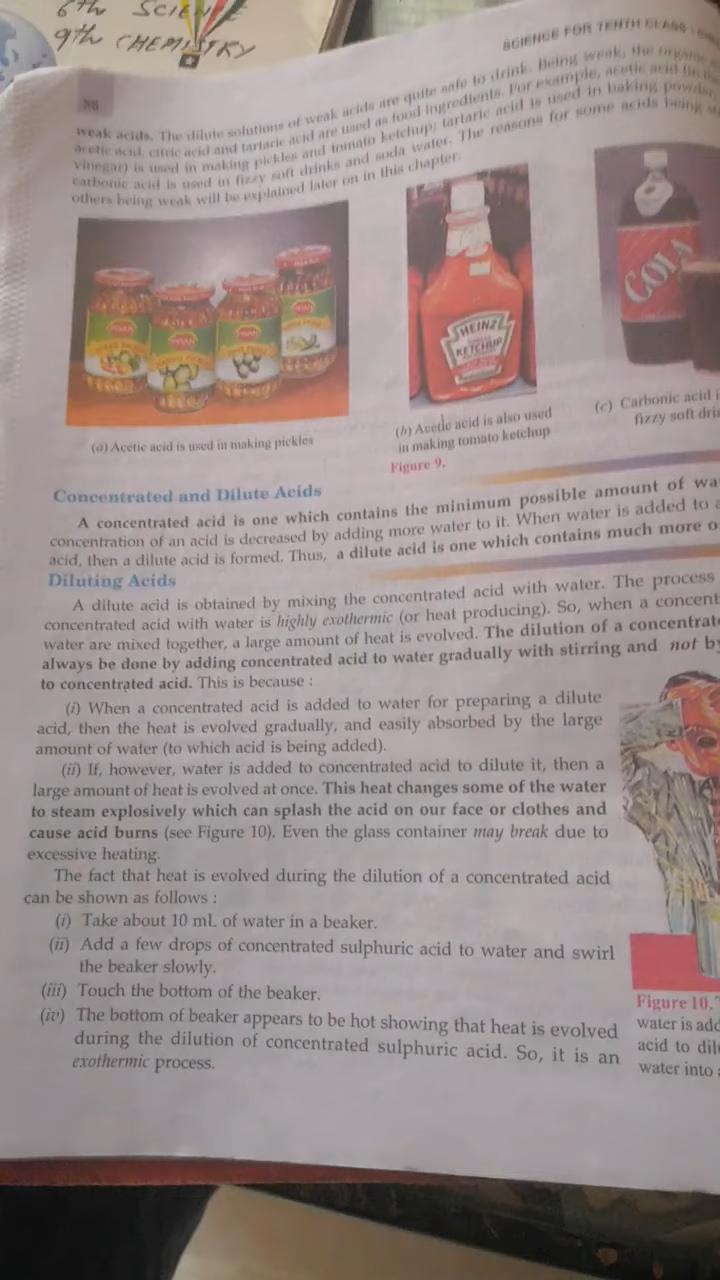 6th SCIENCE
9th CHEMISTRY
SCIENCE FOR TENTH CLASS
weak acids. The dilute solutions of weak acids are quite safe to drink. Being weak, the organic
acetic acid, citric acid and tartaric acid are used as food ingredients. For example, acetic acid
vinegar) is used in making pickles and tomato ketchup; tartaric acid is used in baking powder,
carbonic acid is used in fizzy soft drinks and soda water. The reasons for some acids being
others being weak will be explained later on in this chapter.
HEINZ
KETCHUP
COLA
(a) Acetic acid is used in making pickles
(b) Acetic acid is also used
in making tomato ketchup
(c) Carbonic acid
fizzy soft
Figure 9.
Concentrated and Dilute Acids
A concentrated acid is one which contains the minimum possible amount of
concentration of an acid is decreased by adding more water to it. When water is added to
acid, then a dilute acid is formed. Thus, a dilute acid is one which contains much more
Diluting Acids
A dilute acid is obtained by mixing the concentrated acid with water. The process
concentrated acid with water is highly exothermic (or heat producing). So, when a
water are mixed together, a large amount of heat is evolved. The dilution of a
always be done by adding concentrated acid to water gradually with stirring and not
to concentrated acid. This is because :
(i) When a concentrated acid is added to water for preparing a dilute
acid, then the heat is evolved gradually, and easily absorbed by the large
amount of water (to which acid is being added).
(ii) If, however, water is added to concentrated acid to dilute it, then a
large amount of heat is evolved at once. This heat changes some of the water
to steam explosively which can splash the acid on our face or clothes and
cause acid burns (see Figure 10). Even the glass container may break due to
excessive heating.
The fact that heat is evolved during the dilution of a concentrated acid
can be shown as follows :
(i) Take about 10 mL of water in a beaker.
(ii) Add a few drops of concentrated sulphuric acid to water and swirl
the beaker slowly.
(iii) Touch the bottom of the beaker.
(iv) The bottom of beaker appears to be hot showing that heat is evolved
during the dilution of concentrated sulphuric acid. So, it is an
exothermic process.
Figure 10.
water is
acid to
water into